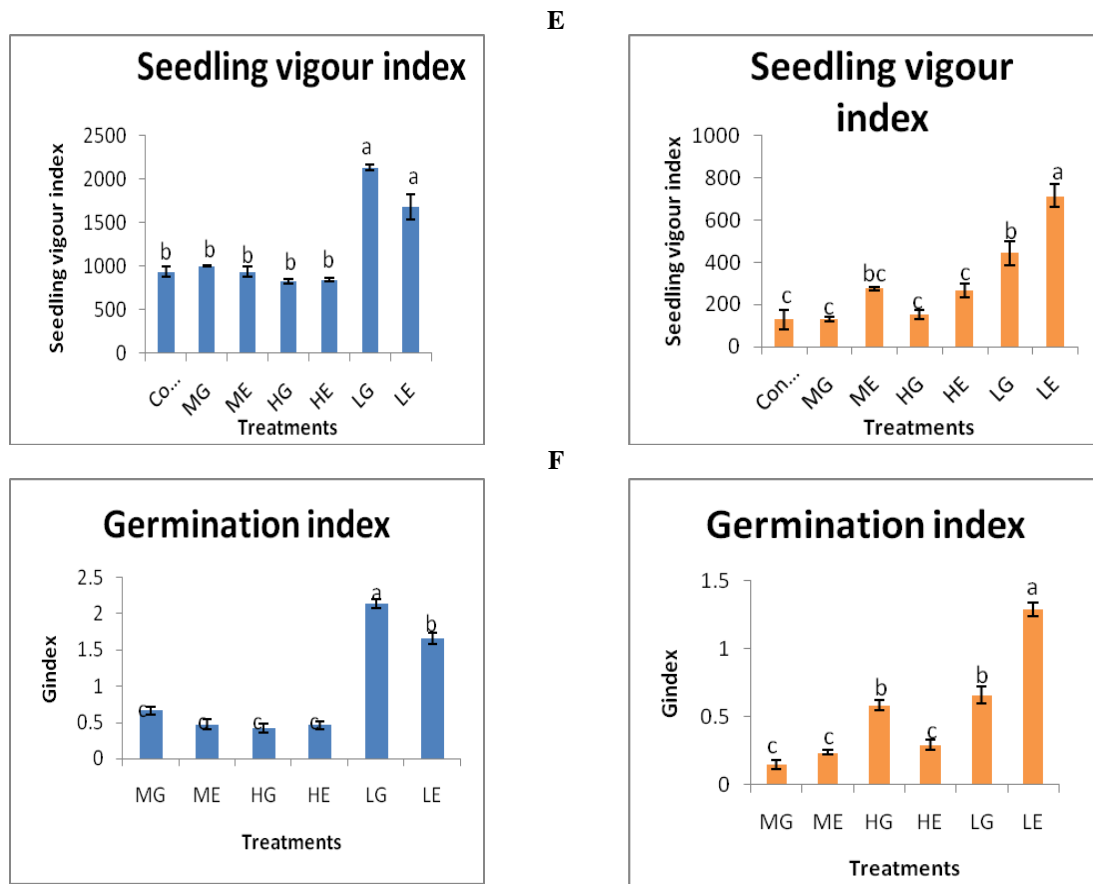 E
Seedling vigour index
Seedling vigour index
2500
2000
1500
1000
500
0
b
b
b
b
b
a
a
Co...
MG
ME
HG
HE
LG
LE
Treatments
Seedling vigour
index
Seedling vigour index
1000
800
600
400
200
0
c
c
bc
c
c
b
a
Con...
MG
ME
HG
HE
LG
LE
Treatments
F
Germination index
Gindex
2.5
2
1.5
1
0.5
0
c
c
c
c
a
b
MG
ME
HG
HE
LG
LE
Treatments
Germination index
Gindex
1.5
1
0.5
0
c
c
b
c
b
a
MG
ME
HG
HE
LG
LE
Treatments